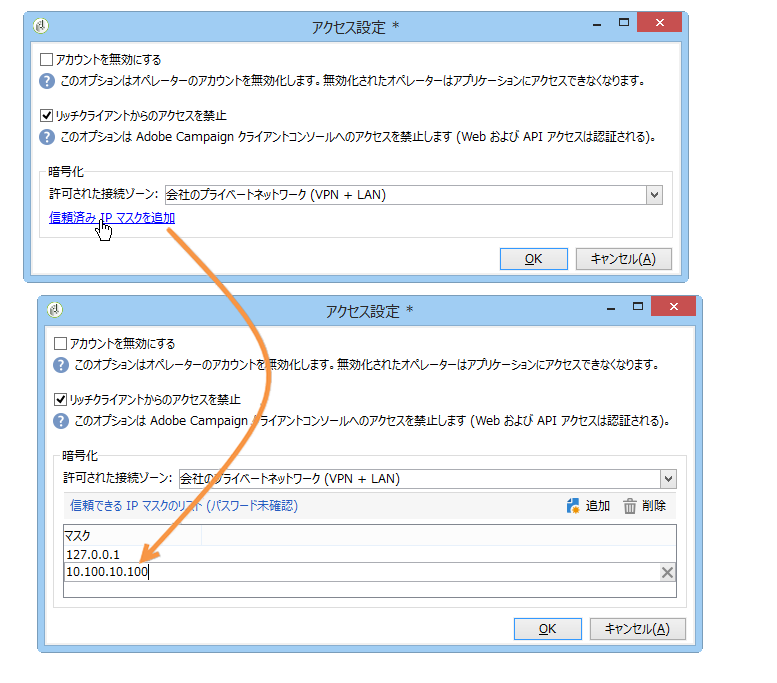 アクセス設定 *
アカウントを無効にする
このオプションはオペレーターのアカウントを無効化します。無効化されたオペレーターはアプリケーションにアクセスできなくなります。
リッチクライアントからのアクセスを禁止
このオプションは Adobe Campaign クライアントコンソールへのアクセスを禁止します (Web および API アクセスは認証される)。
暗号化
許可された接続ゾーン: 会社のプライベートネットワーク (VPN + LAN)
信頼済み IP マスクを追加
OK キャンセル(A)
アクセス設定 *
アカウントを無効にする
このオプションはオペレーターのアカウントを無効化します。無効化されたオペレーターはアプリケーションにアクセスできなくなります。
リッチクライアントからのアクセスを禁止
このオプションは Adobe Campaign クライアントコンソールへのアクセスを禁止します (Web および API アクセスは認証される)。
暗号化
許可された接続ゾーン: 会社のプライベートネットワーク (VPN + LAN)
信頼できる IP マスクのリスト (パスワード未確認) 追加 削除
マスク
127.0.0.1
10.100.10.100
OK キャンセル(A)